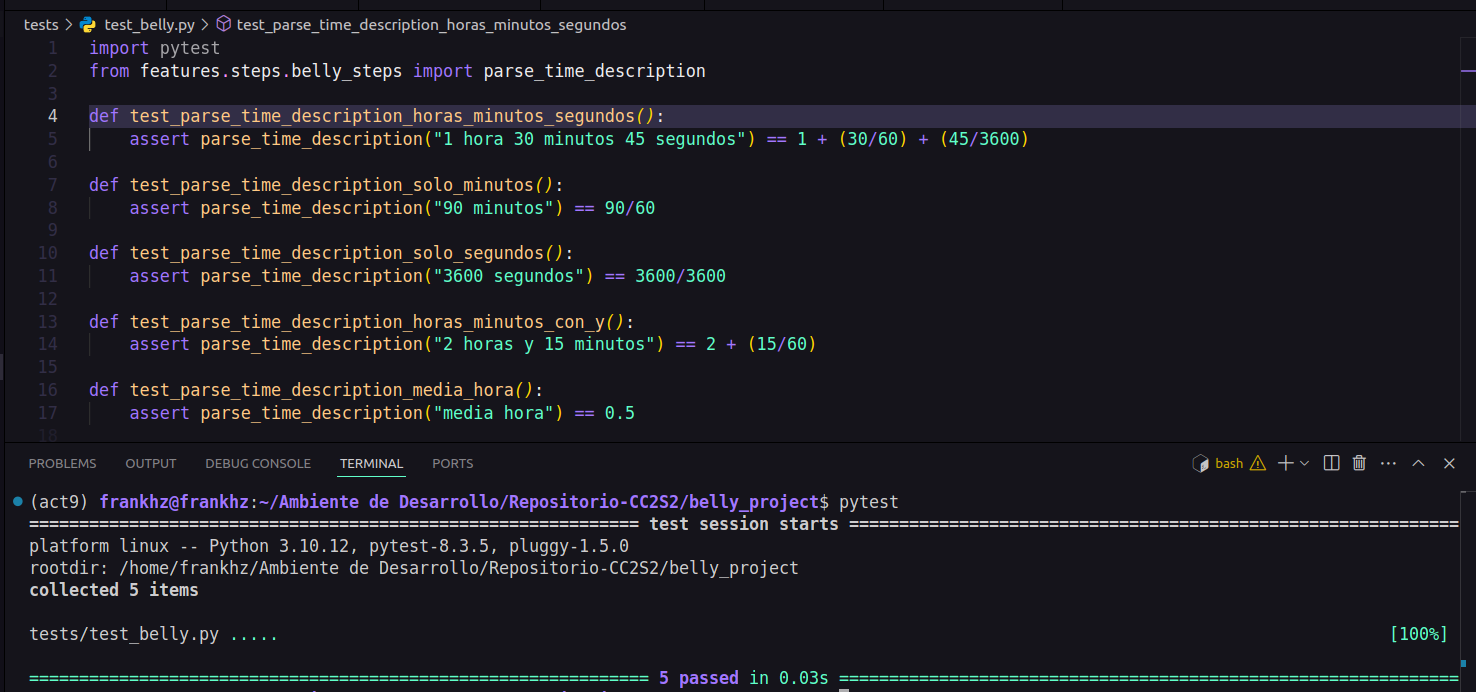 tests > test_belly.py > test_parse_time_description_horas_minutos_segundos
1 import pytest
2 from features.steps.belly_steps import parse_time_description
3
4 def test_parse_time_description_horas_minutos_segundos():
5 assert parse_time_description("1 hora 30 minutos 45 segundos") == 1 + (30/60) + (45/3600)
6
7 def test_parse_time_description_solo_minutos():
8 assert parse_time_description("90 minutos") == 90/60
9
10 def test_parse_time_description_solo_segundos():
11 assert parse_time_description("3600 segundos") == 3600/3600
12
13 def test_parse_time_description_horas_minutos_con_y():
14 assert parse_time_description("2 horas y 15 minutos") == 2 + (15/60)
15
16 def test_parse_time_description_media_hora():
17 assert parse_time_description("media hora") == 0.5
18
PROBLEMS OUTPUT DEBUG CONSOLE TERMINAL PORTS bash
(act9) frankhz@frankhz:~/Ambiente de Desarrollo/Repositorio-CC2S2/belly_project$ pytest
============================================================= test session starts =============================================================
platform linux -- Python 3.10.12, pytest-8.3.5, pluggy-1.5.0
rootdir: /home/frankhz/Ambiente de Desarrollo/Repositorio-CC2S2/belly_project
collected 5 items
tests/test_belly.py ..... [100%]
============================================================== 5 passed in 0.03s ==============================================================